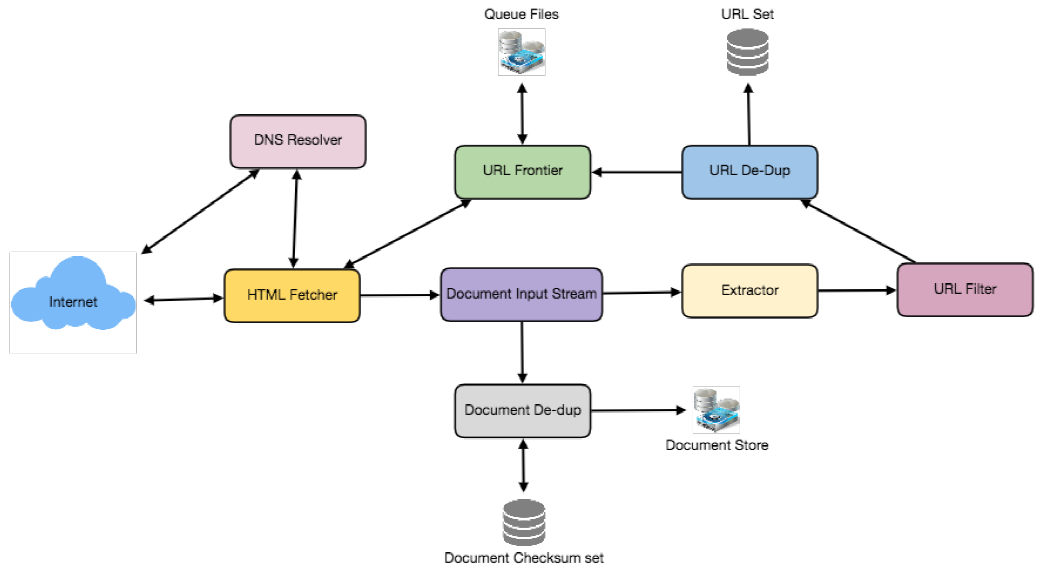 Queue Files
URL Set
DNS Resolver
URL Frontier
URL De-Dup
Internet
HTML Fetcher
Document Input Stream
Extractor
URL Filter
Document De-dup
Document Store
Document Checksum set